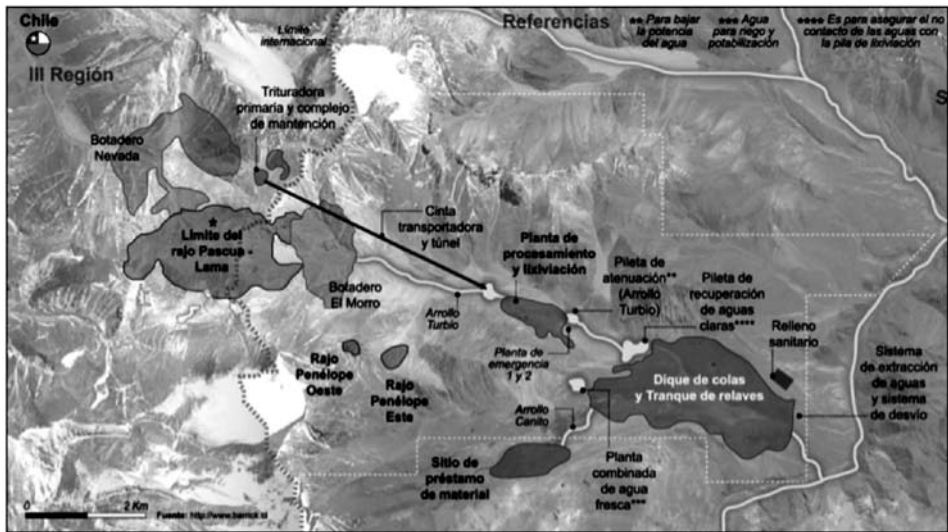 Chile
III Región
Límite
internacional
Referencias
** Para bajar
la potencia
del agua
*** Agua
para riego y
potabilización
**** Es para asegurar el no
contacto de las aguas con
la pila de lixiviación
S
Trituradora
primaria y complejo
de mantención
Botadero
Nevada
*
Límite del
rajo Pascua -
Lama
Cinta
transportadora
y túnel
Botadero
El Morro
Planta de
procesamiento
y lixiviación
Pileta de
atenuación**
(Arrollo
Turbio)
Pileta de
recuperación
de aguas
claras****
Relleno
sanitario
Arrollo
Turbio
Planta de
emergencia
1 y 2
Rajo
Penélope
Oeste
Rajo
Penélope
Este
Dique de colas
y Tranque de relaves
Sistema
de extracción
de aguas
y sistema
de desvío
Arrollo
Canito
Sitio de
préstamo
de material
Planta
combinada
de agua
fresca***
0
2 Km
Fuente: http://www.barrick.cl